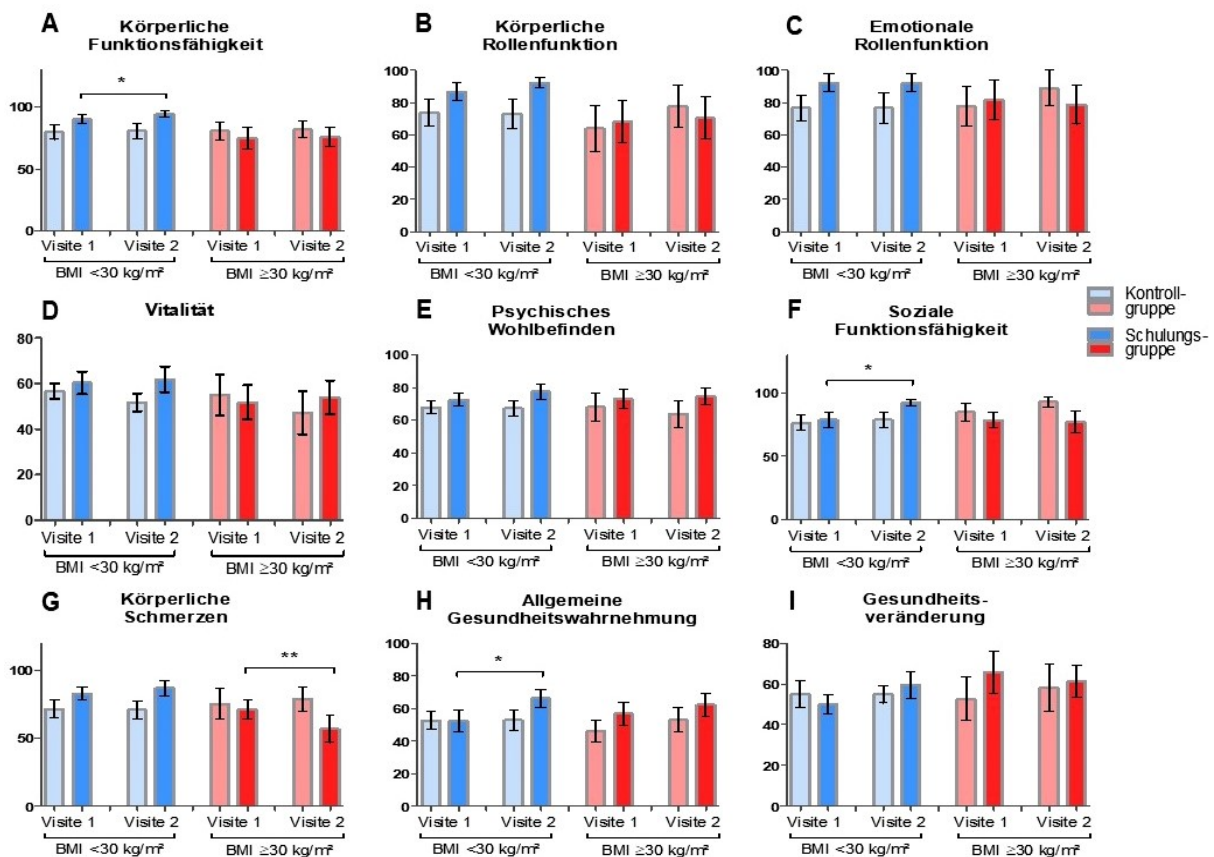 A
Körperliche
Funktionsfähigkeit
*
100
50
0
Visite 1 Visite 2 Visite 1 Visite 2
BMI <30 kg/m² BMI ≥30 kg/m²
B
Körperliche
Rollenfunktion
100
80
60
40
20
0
Visite 1 Visite 2 Visite 1 Visite 2
BMI <30 kg/m² BMI ≥30 kg/m²
C
Emotionale
Rollenfunktion
100
80
60
40
20
0
Visite 1 Visite 2 Visite 1 Visite 2
BMI <30 kg/m² BMI ≥30 kg/m²
D
Vitalität
80
60
40
20
0
Visite 1 Visite 2 Visite 1 Visite 2
BMI <30 kg/m² BMI ≥30 kg/m²
E
Psychisches
Wohlbefinden
100
80
60
40
20
0
Visite 1 Visite 2 Visite 1 Visite 2
BMI <30 kg/m² BMI ≥30 kg/m²
F
Soziale
Funktionsfähigkeit
*
100
50
0
Visite 1 Visite 2 Visite 1 Visite 2
BMI <30 kg/m² BMI ≥30 kg/m²
Kontroll-
gruppe
Schulungs-
gruppe
G
Körperliche
Schmerzen
**
100
50
0
Visite 1 Visite 2 Visite 1 Visite 2
BMI <30 kg/m² BMI ≥30 kg/m²
H
Allgemeine
Gesundheitswahrnehmung
*
100
80
60
40
20
0
Visite 1 Visite 2 Visite 1 Visite 2
BMI <30 kg/m² BMI ≥30 kg/m²
I
Gesundheits-
veränderung
80
60
40
20
0
Visite 1 Visite 2 Visite 1 Visite 2
BMI <30 kg/m² BMI ≥30 kg/m²